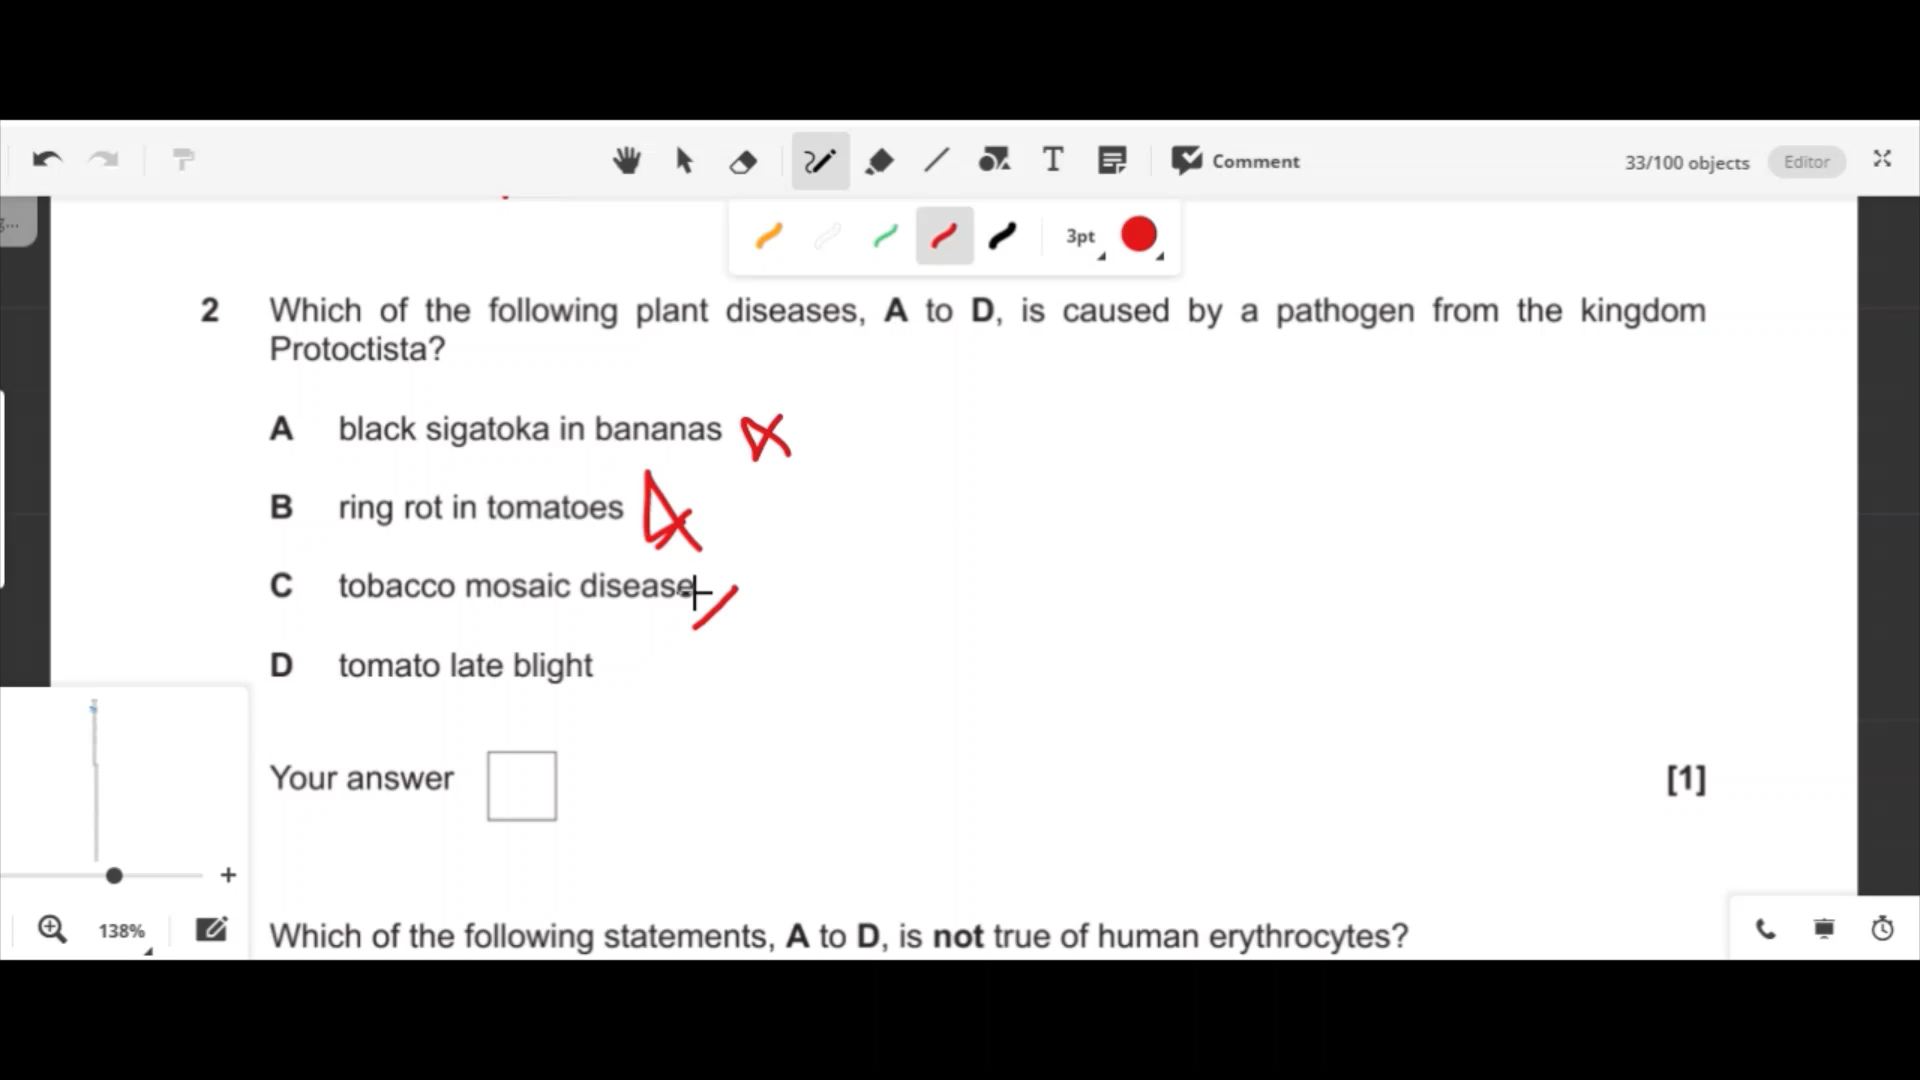 Comment
33/100 objects
Editor
g...
3pt
2 Which of the following plant diseases, A to D, is caused by a pathogen from the kingdom
Protoctista?
A black sigatoka in bananas
B ring rot in tomatoes
C tobacco mosaic disease
D tomato late blight
Your answer
[1]
138%
Which of the following statements, A to D, is not true of human erythrocytes?